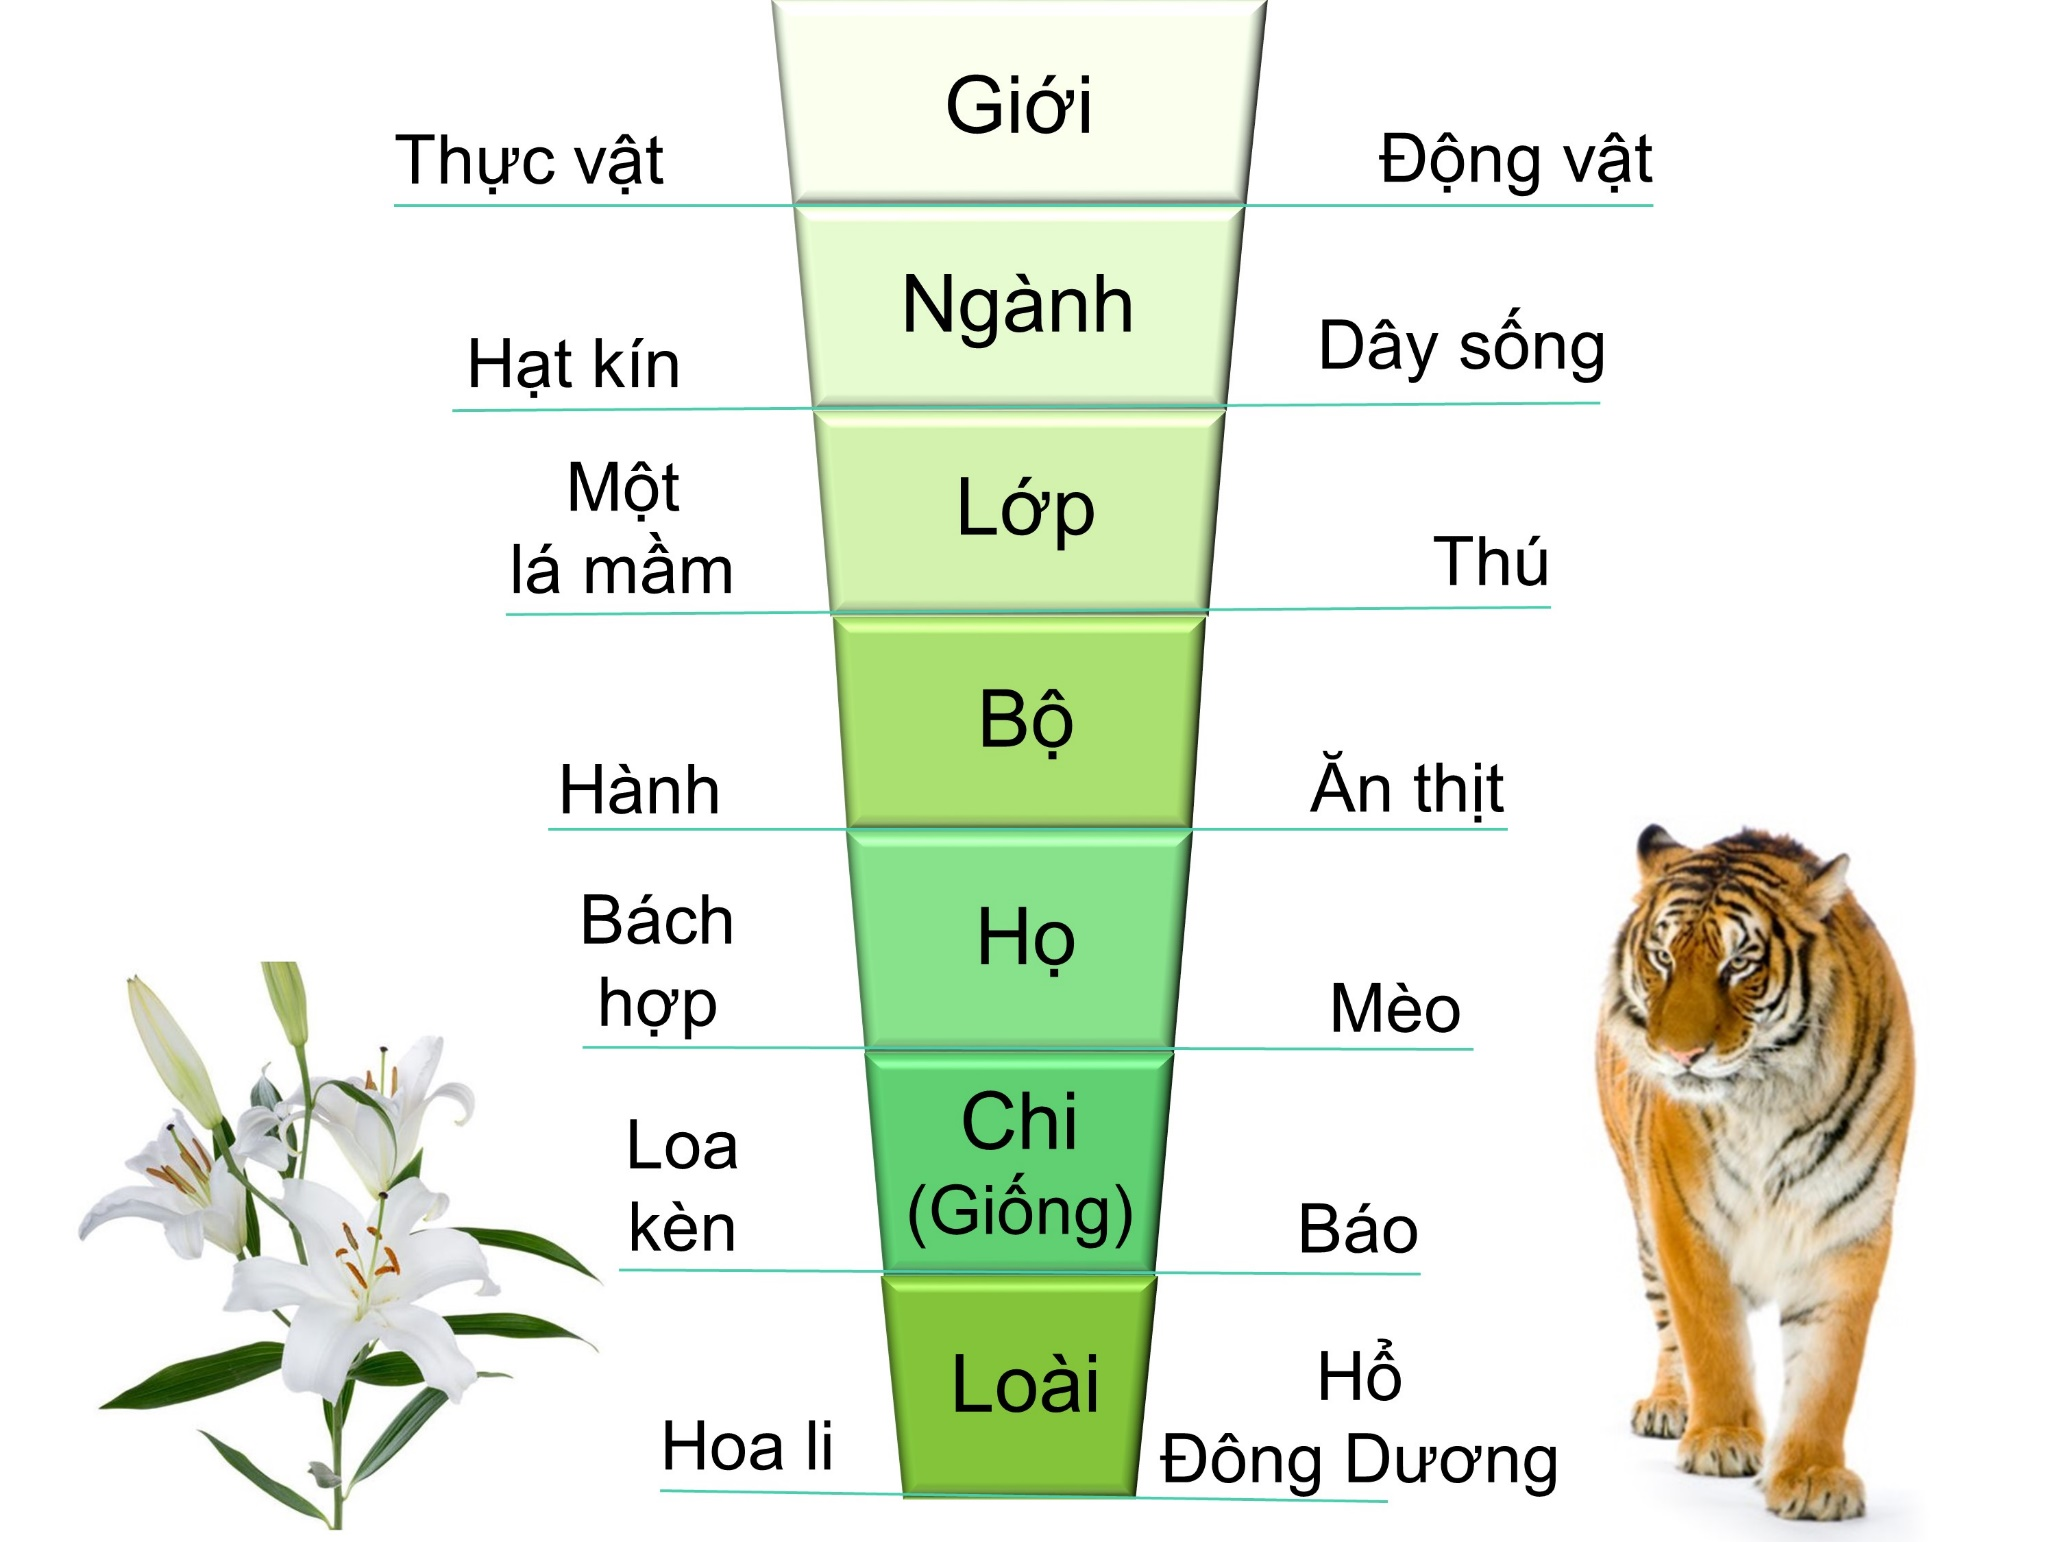 Giới
Thực vật
Động vật
Ngành
Hạt kín
Dây sống
Một
lá mầm
Lớp
Thú
Bộ
Hành
Ăn thịt
Bách
hợp
Họ
Mèo
Loa
kèn
Chi
(Giống)
Báo
Loài
Hoa li
Hổ
Đông Dương